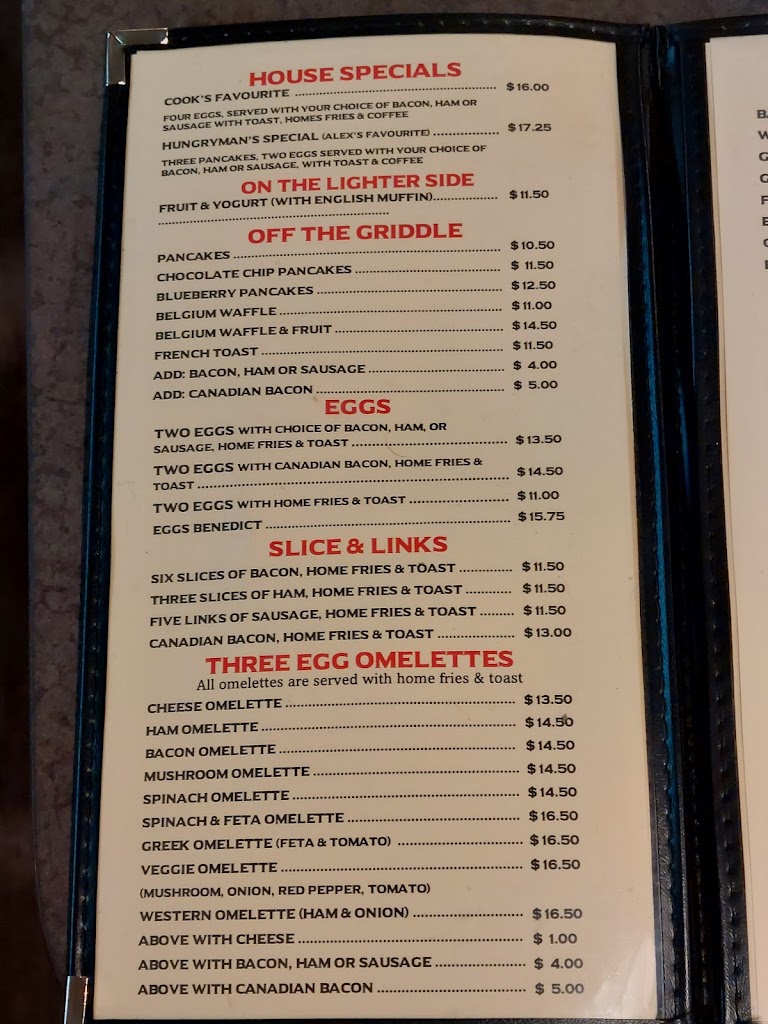 HOUSE SPECIALS
COOK'S FAVOURITE ........ $16.00
FOUR EGGS, SERVED WITH YOUR CHOICE OF BACON, HAM OR
SAUSAGE WITH TOAST, HOMES FRIES & COFFEE
HUNGRYMAN'S SPECIAL (ALEX'S FAVOURITE) ........ $17.25
THREE PANCAKES, TWO EGGS SERVED WITH YOUR CHOICE OF
BACON, HAM OR SAUSAGE, WITH TOAST & COFFEE
ON THE LIGHTER SIDE
FRUIT & YOGURT (WITH ENGLISH MUFFIN)........ $11.50
OFF THE GRIDDLE
PANCAKES ........ $10.50
CHOCOLATE CHIP PANCAKES ........ $ 11.50
BLUEBERRY PANCAKES ........ $12.50
BELGIUM WAFFLE ........ $11.00
BELGIUM WAFFLE & FRUIT ........ $14.50
FRENCH TOAST ........ $11.50
ADD: BACON, HAM OR SAUSAGE ........ $ 4.00
ADD: CANADIAN BACON ........ $ 5.00
EGGS
TWO EGGS WITH CHOICE OF BACON, HAM, OR
SAUSAGE, HOME FRIES & TOAST ........ $13.50
TWO EGGS WITH CANADIAN BACON, HOME FRIES &
TOAST ........ $14.50
TWO EGGS WITH HOME FRIES & TOAST ........ $11.00
EGGS BENEDICT ........ $15.75
SLICE & LINKS
SIX SLICES OF BACON, HOME FRIES & TOAST ........ $11.50
THREE SLICES OF HAM, HOME FRIES & TOAST ........ $11.50
FIVE LINKS OF SAUSAGE, HOME FRIES & TOAST ........ $11.50
CANADIAN BACON, HOME FRIES & TOAST ........ $13.00
THREE EGG OMELETTES
All omelettes are served with home fries & toast
CHEESE OMELETTE ........ $13.50
HAM OMELETTE ........ $14.50
BACON OMELETTE ........ $14.50
MUSHROOM OMELETTE ........ $14.50
SPINACH OMELETTE ........ $14.50
SPINACH & FETA OMELETTE ........ $16.50
GREEK OMELETTE (FETA & TOMATO) ........ $16.50
VEGGIE OMELETTE ........ $16.50
(MUSHROOM, ONION, RED PEPPER, TOMATO)
WESTERN OMELETTE (HAM & ONION) ........ $16.50
ABOVE WITH CHEESE ........ $ 1.00
ABOVE WITH BACON, HAM OR SAUSAGE ........ $ 4.00
ABOVE WITH CANADIAN BACON ........ $ 5.00